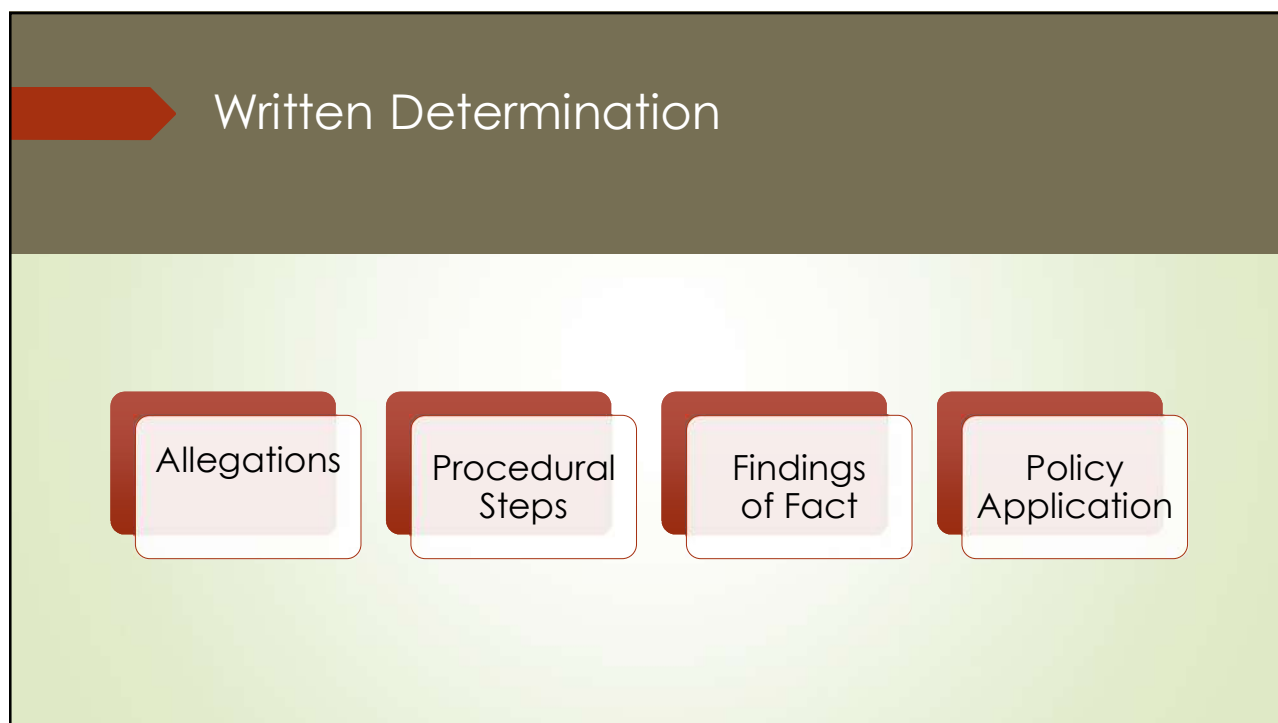 Written Determination
Allegations
Procedural
Steps
Findings
of Fact
Policy
Application